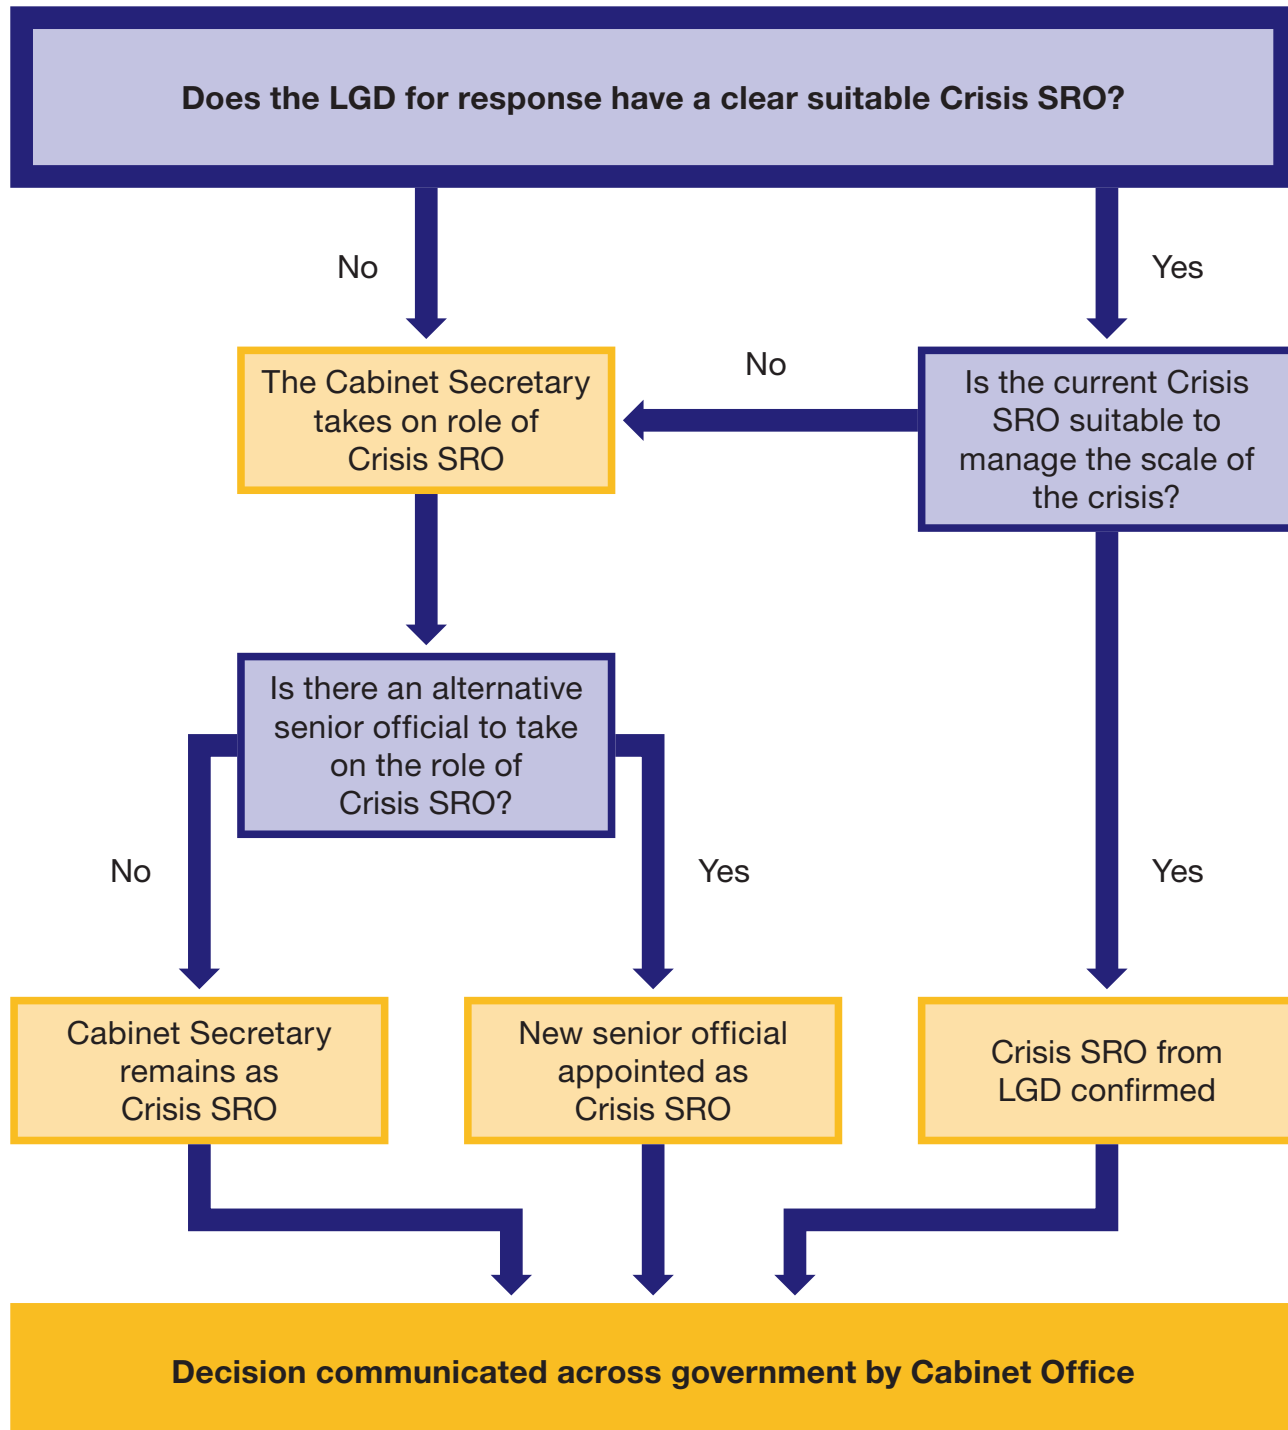 Does the LGD for response have a clear suitable Crisis SRO?
No
Yes
The Cabinet Secretary
takes on role of
Crisis SRO
No
Is the current Crisis
SRO suitable to
manage the scale of
the crisis?
Is there an alternative
senior official to take
on the role of
Crisis SRO?
No
Yes
Yes
Cabinet Secretary
remains as
Crisis SRO
New senior official
appointed as
Crisis SRO
Crisis SRO from
LGD confirmed
Decision communicated across government by Cabinet Office